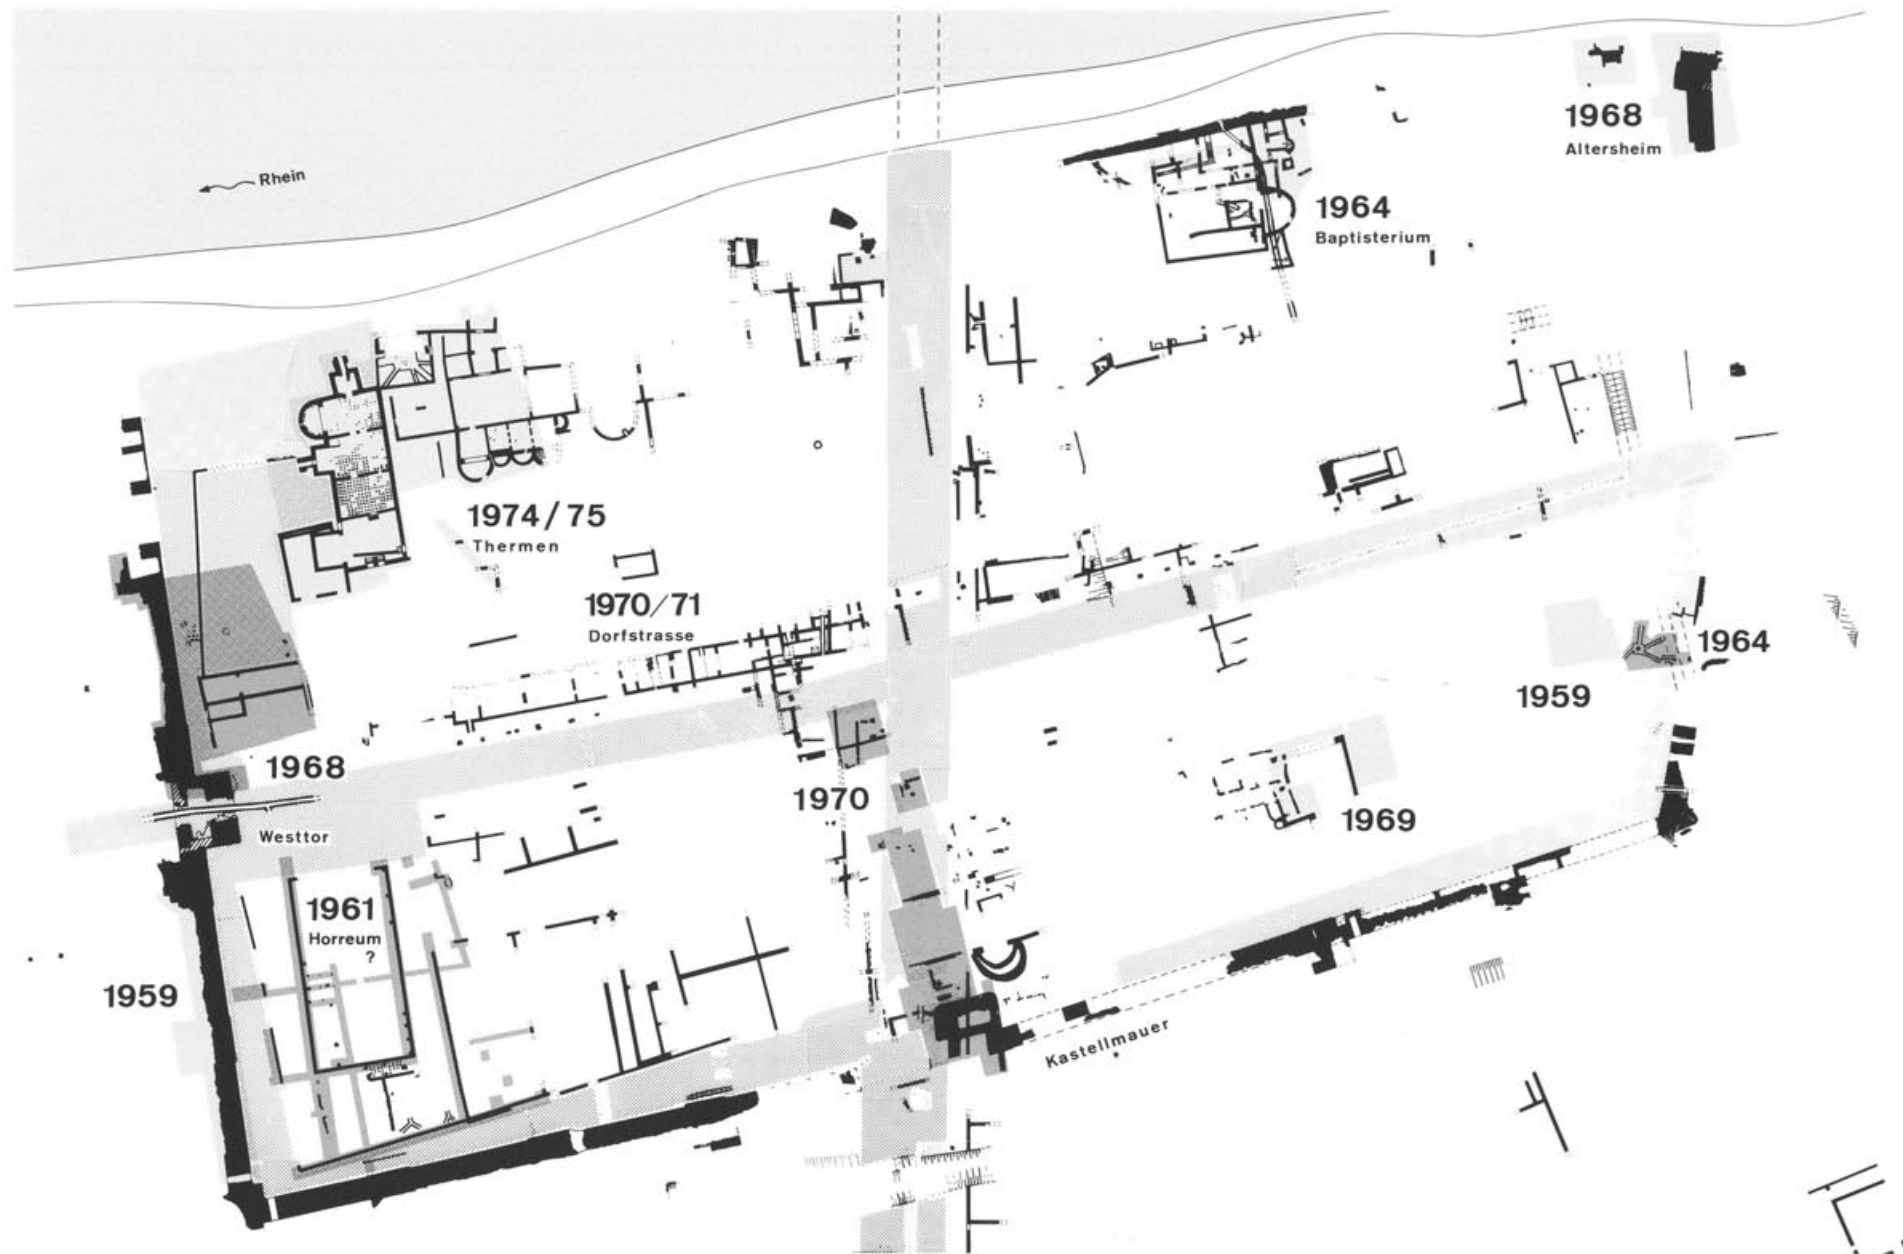 Rhein
1968
Altersheim
1964
Baptisterium
1974/75
Thermen
1970/71
Dorfstrasse
1964
1959
1968
1970
1969
Westtor
1961
Horreum
?
1959
Kastellmauer